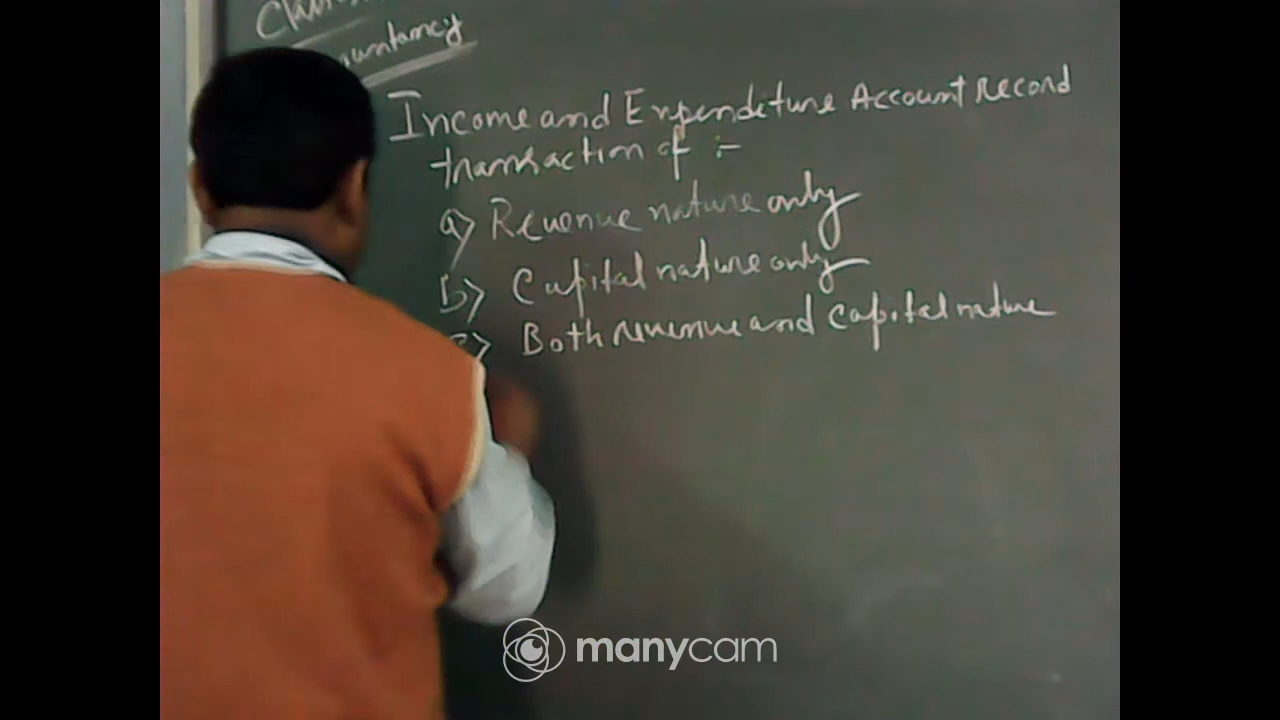 Income and Expenditure Account Record
transaction of :-
a) Revenue nature only
b) Capital nature only
c) Both revenue and capital nature
manycam